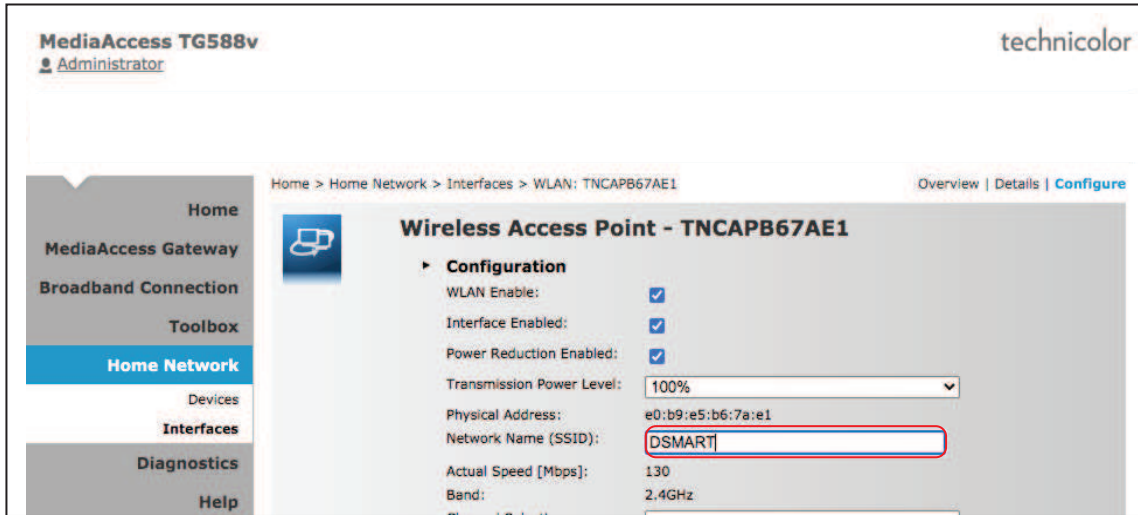 MediaAccess TG588v
technicolor
Administrator
Home > Home Network > Interfaces > WLAN: TNCAPB67AE1
Overview | Details | Configure
Home
MediaAccess Gateway
Broadband Connection
Toolbox
Home Network
Devices
Interfaces
Diagnostics
Help
Wireless Access Point - TNCAPB67AE1
Configuration
WLAN Enable:
Interface Enabled:
Power Reduction Enabled:
Transmission Power Level: 100%
Physical Address: e0:b9:e5:b6:7a:e1
Network Name (SSID): DSMART
Actual Speed [Mbps]: 130
Band: 2.4GHz